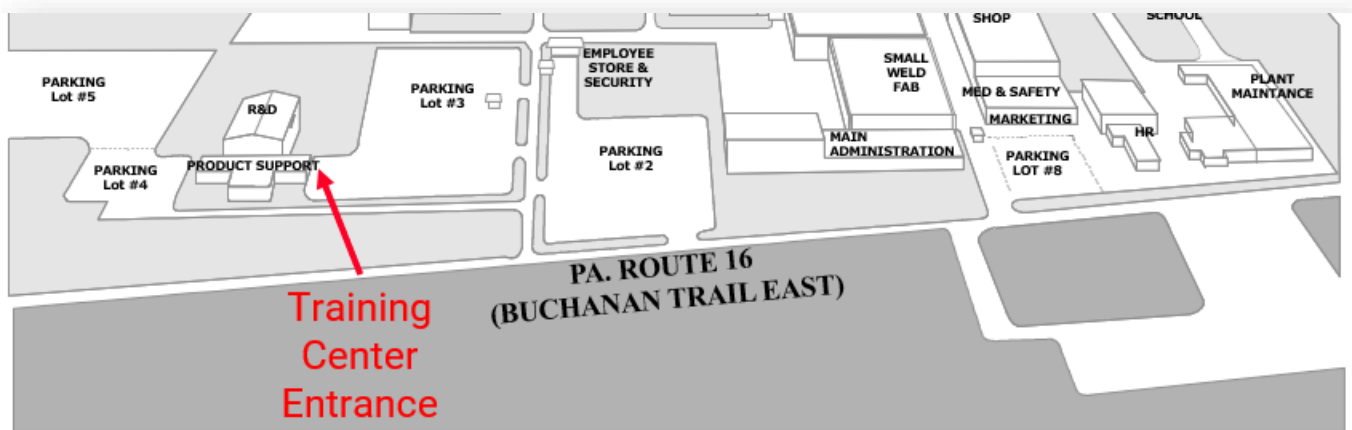 SHOP
SCHOOL
EMPLOYEE
STORE &
SECURITY
SMALL
WELD
FAB
PARKING
Lot #5
PARKING
Lot #3
R&D
MED & SAFETY
PLANT
MAINTANCE
MARKETING
HR
MAIN
ADMINISTRATION
PARKING
Lot #2
PARKING
LOT #8
PRODUCT SUPPORT
PARKING
Lot #4
PA. ROUTE 16
(BUCHANAN TRAIL EAST)
Training
Center
Entrance